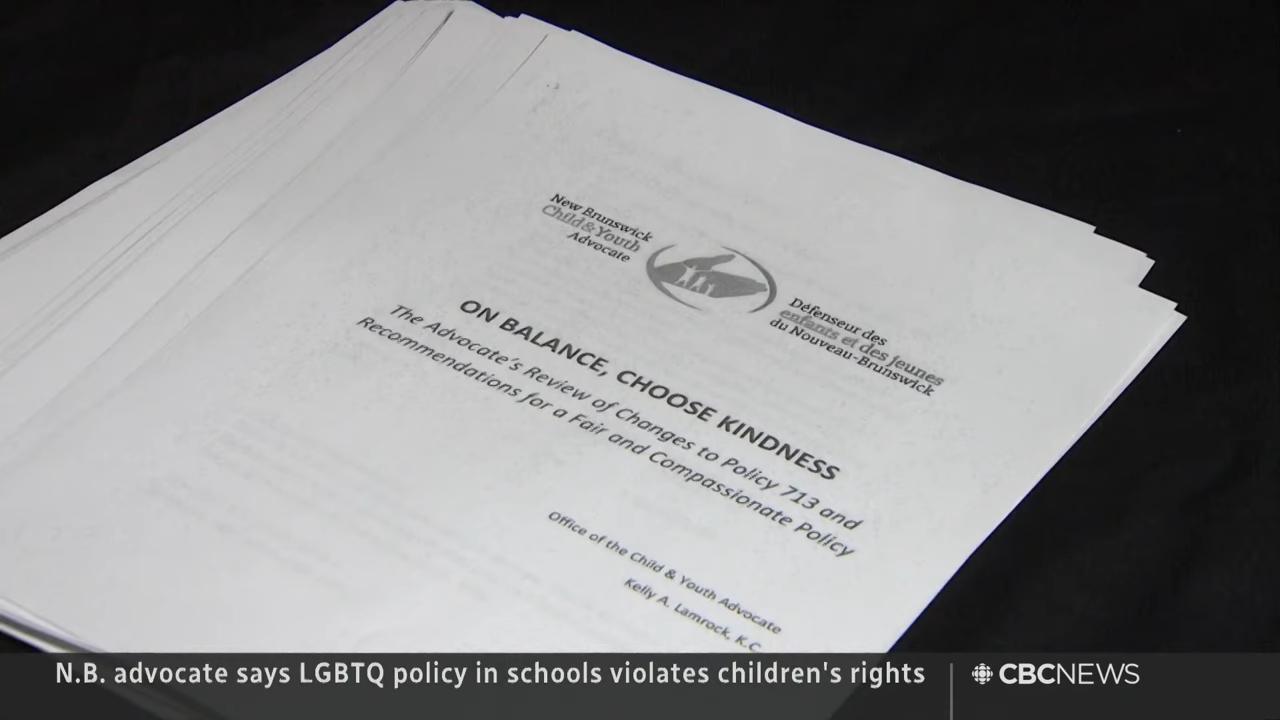 New Brunswick
Child & Youth
Advocate
Défenseur des
enfants et des jeunes
du Nouveau-Brunswick
ON BALANCE, CHOOSE KINDNESS
The Advocate's Review of Changes to Policy 713 and
Recommendations for a Fair and Compassionate Policy
Office of the Child & Youth Advocate
Kelly A. Lamrock, K.C.
N.B. advocate says LGBTQ policy in schools violates children's rights
CBCNEWS